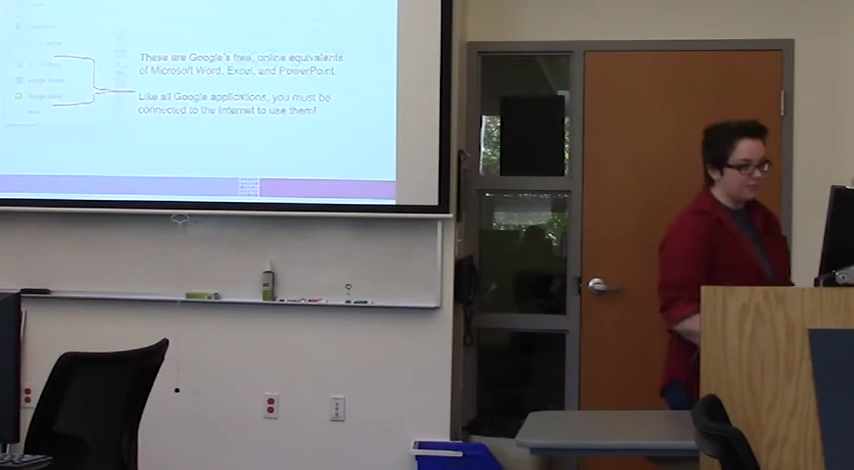 These are Google's free, online equivalents
of Microsoft Word, Excel, and PowerPoint.
Like all Google applications, you must be
connected to the Internet to use them!